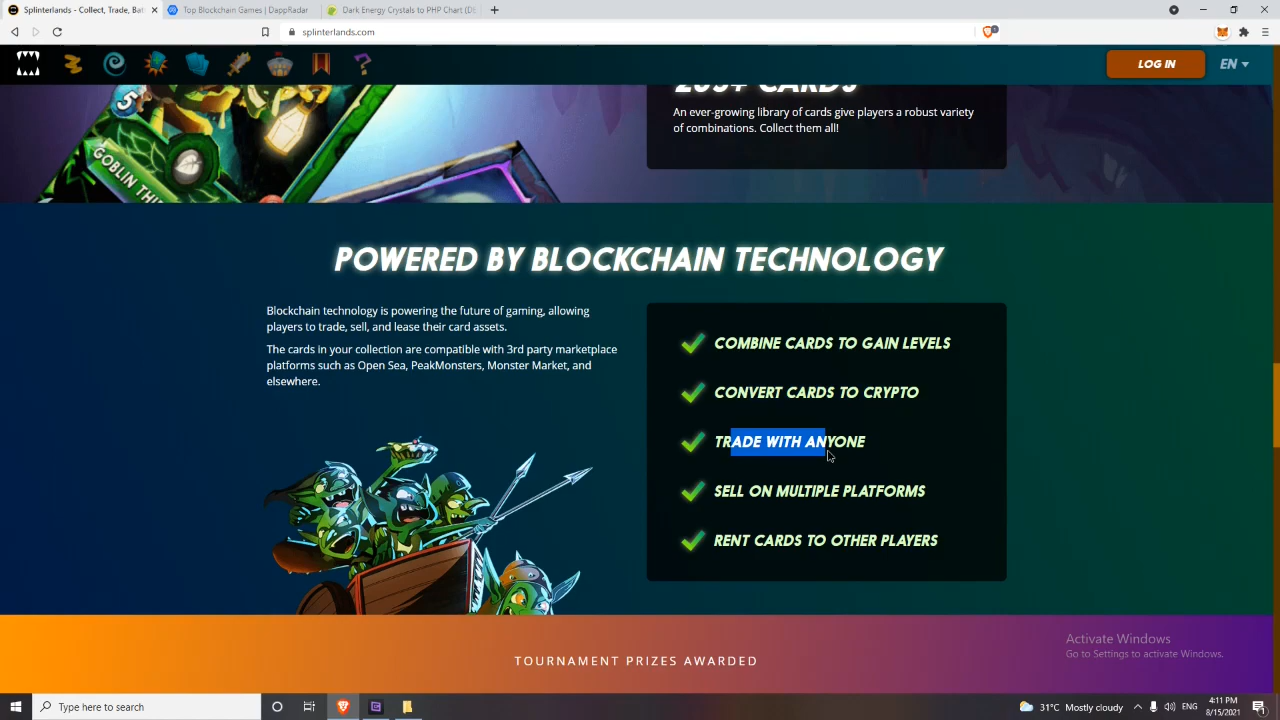 Splinterlands - Collect, Trade, Bat
Top Blockchain Games | DappRadar
Dark Energy Crystals to PHP Chart (DE
splinterlands.com
LOG IN
EN
An ever-growing library of cards give players a robust variety
of combinations. Collect them all!
5
GOBLIN THI
POWERED BY BLOCKCHAIN TECHNOLOGY
Blockchain technology is powering the future of gaming, allowing
players to trade, sell, and lease their card assets.
The cards in your collection are compatible with 3rd party marketplace
platforms such as Open Sea, PeakMonsters, Monster Market, and
elsewhere.
COMBINE CARDS TO GAIN LEVELS
CONVERT CARDS TO CRYPTO
TRADE WITH ANYONE
SELL ON MULTIPLE PLATFORMS
RENT CARDS TO OTHER PLAYERS
TOURNAMENT PRIZES AWARDED
Activate Windows
Go to Settings to activate Windows.
Type here to search
31°C Mostly cloudy
4:11 PM
8/15/2021